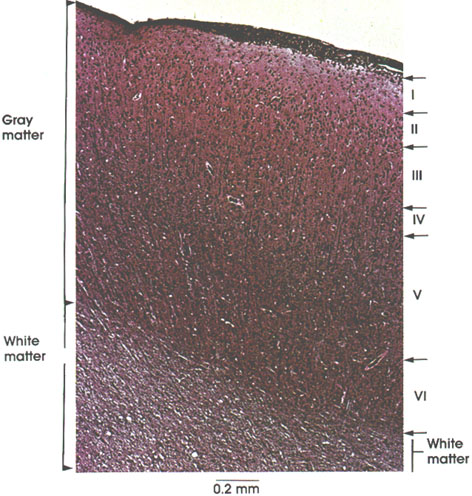 Gray
matter
White
matter
I
II
III
IV
V
VI
White
matter
0.2 mm